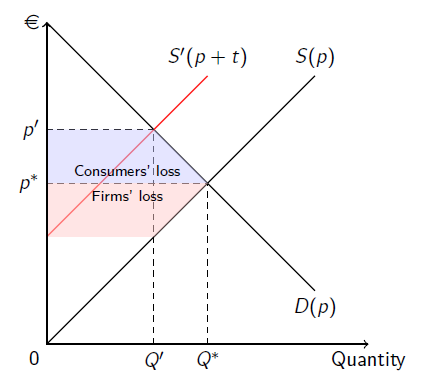 €
S′(p + t)
S(p)
p′
Consumers' loss
p*
Firms' loss
D(p)
0
Q′
Q*
Quantity